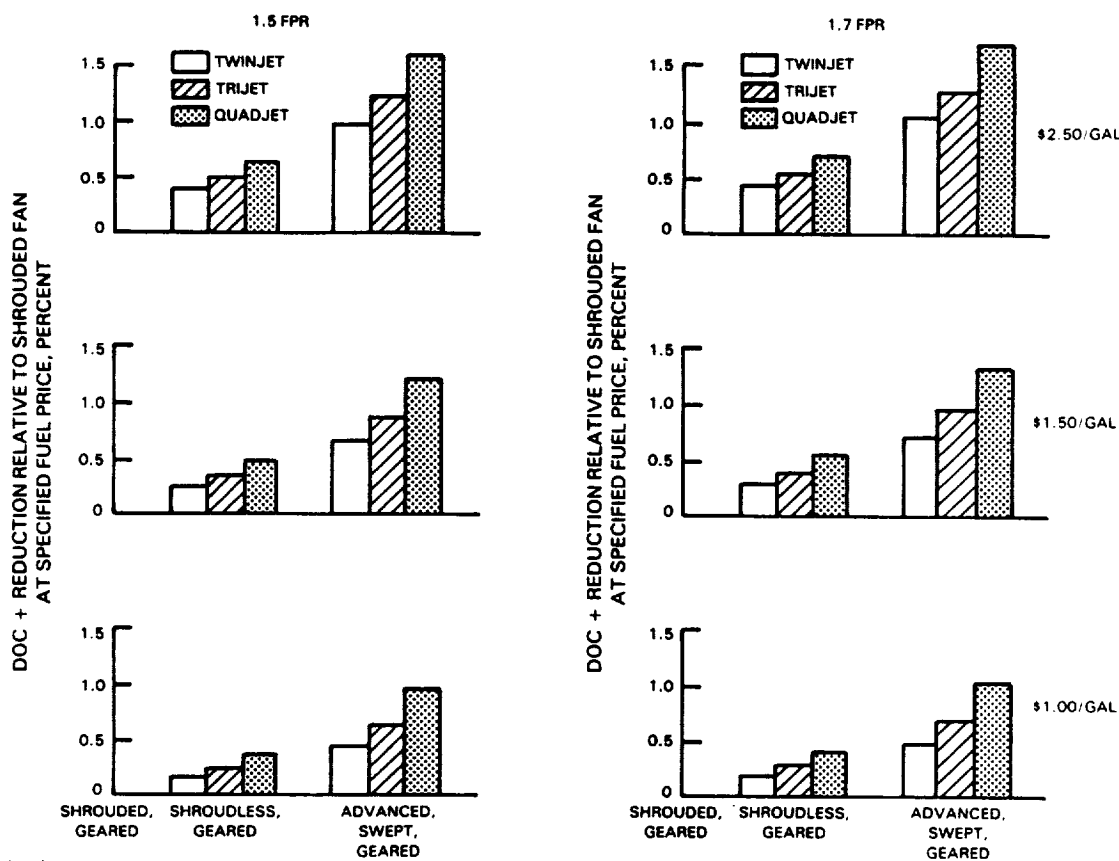 1.5 FPR
1.5
1.0
0.5
0
TWINJET
TRIJET
QUADJET
1.7 FPR
1.5
1.0
0.5
0
TWINJET
TRIJET
QUADJET
$2.50/GAL
DOC + REDUCTION RELATIVE TO SHROUDED FAN
AT SPECIFIED FUEL PRICE, PERCENT
1.5
1.0
0.5
0
DOC + REDUCTION RELATIVE TO SHROUDED FAN
AT SPECIFIED FUEL PRICE, PERCENT
1.5
1.0
0.5
0
$1.50/GAL
1.5
1.0
0.5
0
SHROUDED,
GEARED
SHROUDLESS,
GEARED
ADVANCED,
SWEPT,
GEARED
1.5
1.0
0.5
0
$1.00/GAL
SHROUDED,
GEARED
SHROUDLESS,
GEARED
ADVANCED,
SWEPT,
GEARED